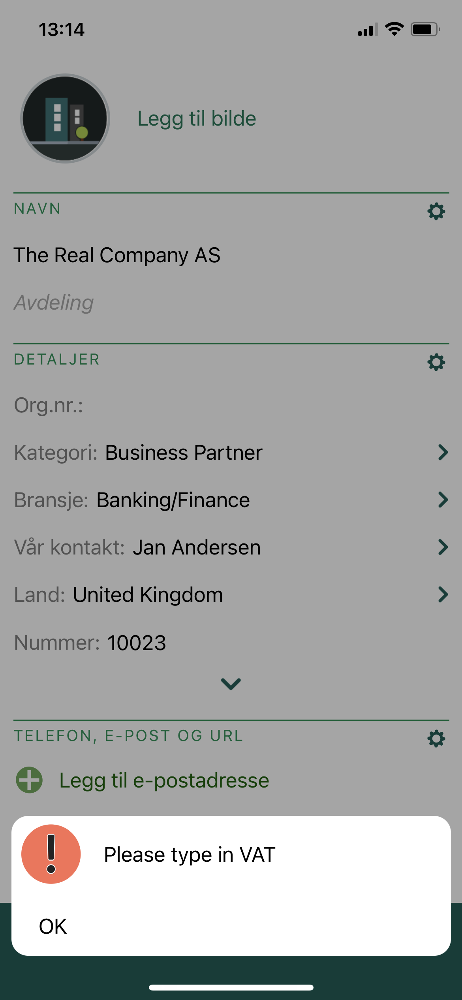 13:14
Legg til bilde
NAVN
The Real Company AS
Avdeling
DETALJER
Org.nr.:
Kategori: Business Partner
Bransje: Banking/Finance
Vår kontakt: Jan Andersen
Land: United Kingdom
Nummer: 10023
TELEFON, E-POST OG URL
Legg til e-postadresse
Please type in VAT
OK